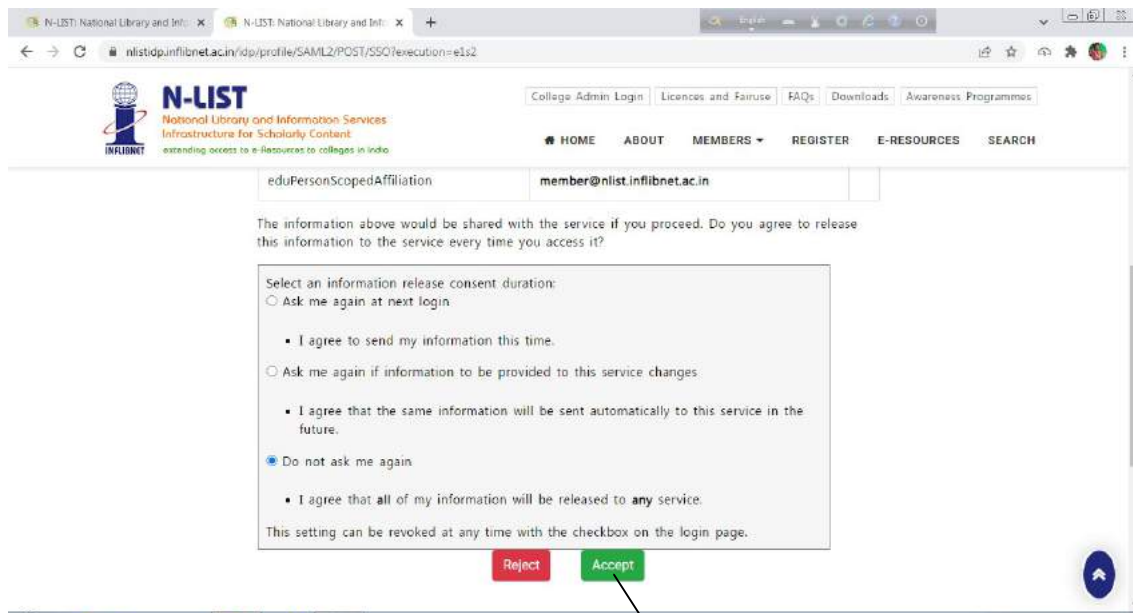 N-LIST: National Library and Info
N-LIST: National Library and Info
nlistidp.inflibnet.ac.in/idp/profile/SAML2/POST/SSO?execution=e1s2
College Admin Login
Licences and Fairuse
FAQs
Downloads
Awareness Programmes
INFLIBNET
N-LIST
National Library and Information Services
Infrastructure for Scholarly Content
extending access to e-Resources to colleges in India
HOME
ABOUT
MEMBERS
REGISTER
E-RESOURCES
SEARCH
eduPersonScopedAffiliation
member@nlist.inflibnet.ac.in
The information above would be shared with the service if you proceed. Do you agree to release
this information to the service every time you access it?
Select an information release consent duration:
Ask me again at next login
I agree to send my information this time.
Ask me again if information to be provided to this service changes
I agree that the same information will be sent automatically to this service in the
future.
Do not ask me again
I agree that all of my information will be released to any service.
This setting can be revoked at any time with the checkbox on the login page.
Reject
Accept